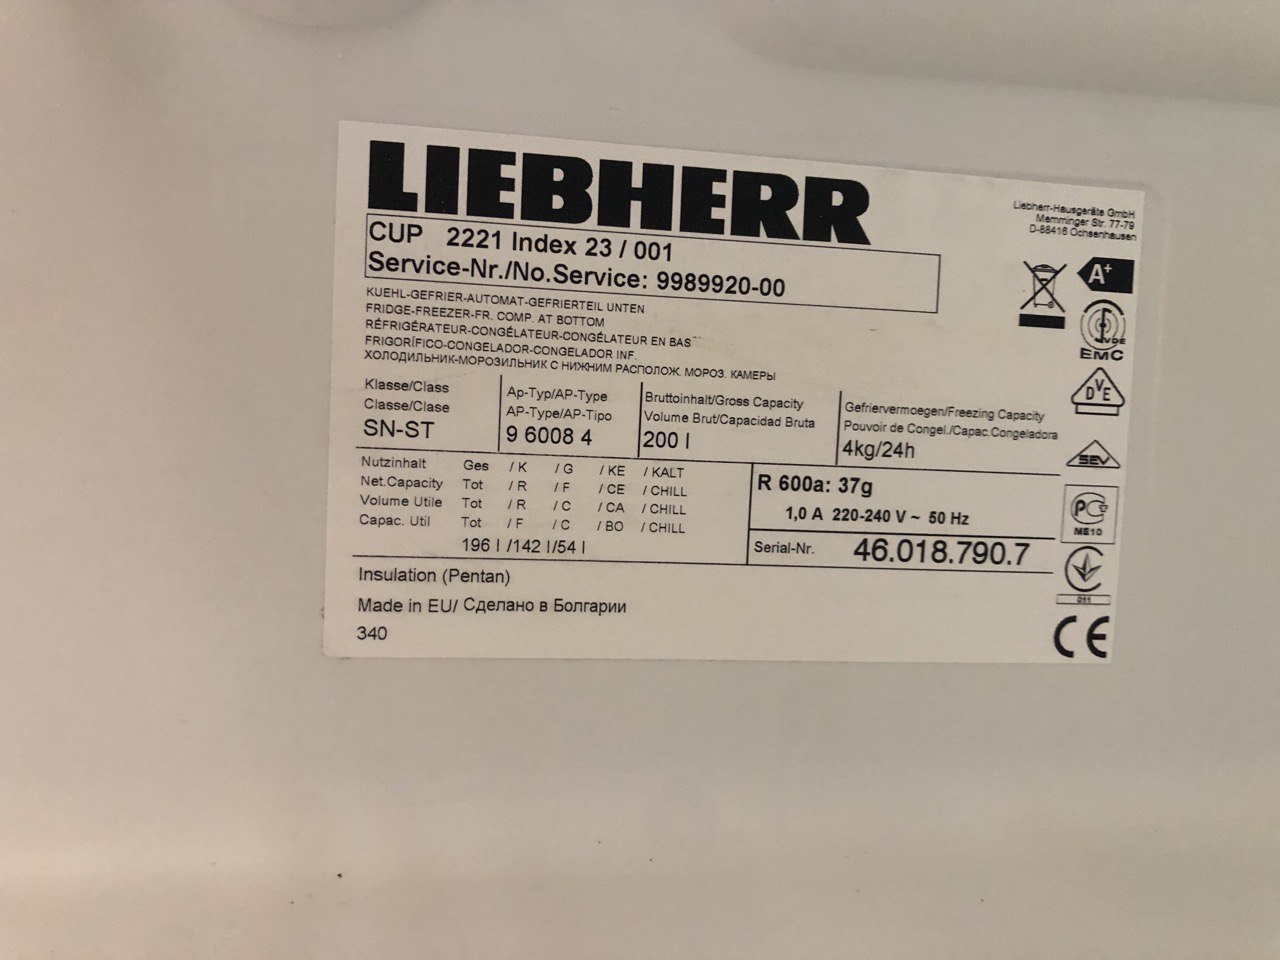 LIEBHERR
Liebherr-Hausgeräte GmbH
Memminger Str. 77-79
D-88416 Ochsenhausen
CUP 2221 Index 23 / 001
Service-Nr./No.Service: 9989920-00
A+
KUEHL-GEFRIER-AUTOMAT-GEFRIERTEIL UNTEN
FRIDGE-FREEZER-FR. COMP. AT BOTTOM
RÉFRIGÉRATEUR-CONGÉLATEUR-CONGÉLATEUR EN BAS
FRIGORÍFICO-CONGELADOR-CONGELADOR INF.
ХОЛОДИЛЬНИК-МОРОЗИЛЬНИК С НИЖНИМ РАСПОЛОЖ. МОРОЗ. КАМЕРЫ
VDE
EMC
DVE
Klasse/Class
Classe/Clase
SN-ST
Ap-Typ/AP-Type
AP-Type/AP-Tipo
9 6008 4
Bruttoinhalt/Gross Capacity
Volume Brut/Capacidad Bruta
200 l
Gefriervermoegen/Freezing Capacity
Pouvoir de Congel./Capac.Congeladora
4kg/24h
SEV
Nutzinhalt Ges / K / G / KE / KALT
Net.Capacity Tot / R / F / CE / CHILL
Volume Utile Tot / R / C / CA / CHILL
Capac. Util Tot / F / C / BO / CHILL
196 l /142 l/54 l
R 600a: 37g
1,0 A 220-240 V ~ 50 Hz
Serial-Nr. 46.018.790.7
РС
ME10
011
Insulation (Pentan)
Made in EU/ Сделано в Болгарии
340
CE